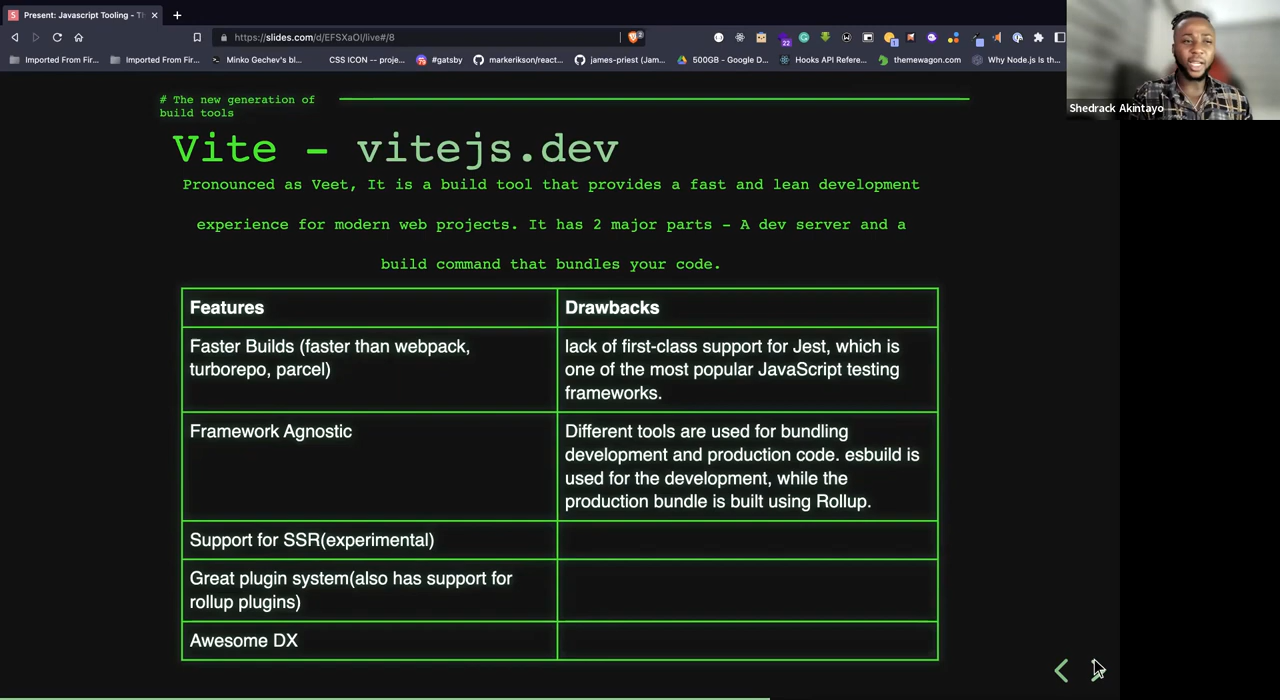 Present: Javascript Tooling - Th
https://slides.com/d/EFSXaOl/live#/8
2
22
1
Imported From Fir...
Imported From Fir...
Minko Gechev's bl...
CSS ICON -- proje...
#gatsby
markerikson/react...
james-priest (Jam...
500GB - Google D...
Hooks API Refere...
themewagon.com
Why Node.js Is th...
Shedrack Akintayo
# The new generation of
build tools
Vite - vitejs.dev
Pronounced as Veet, It is a build tool that provides a fast and lean development
experience for modern web projects. It has 2 major parts - A dev server and a
build command that bundles your code.
Features
Drawbacks
Faster Builds (faster than webpack,
turborepo, parcel)
lack of first-class support for Jest, which is
one of the most popular JavaScript testing
frameworks.
Framework Agnostic
Different tools are used for bundling
development and production code. esbuild is
used for the development, while the
production bundle is built using Rollup.
Support for SSR(experimental)
Great plugin system(also has support for
rollup plugins)
Awesome DX